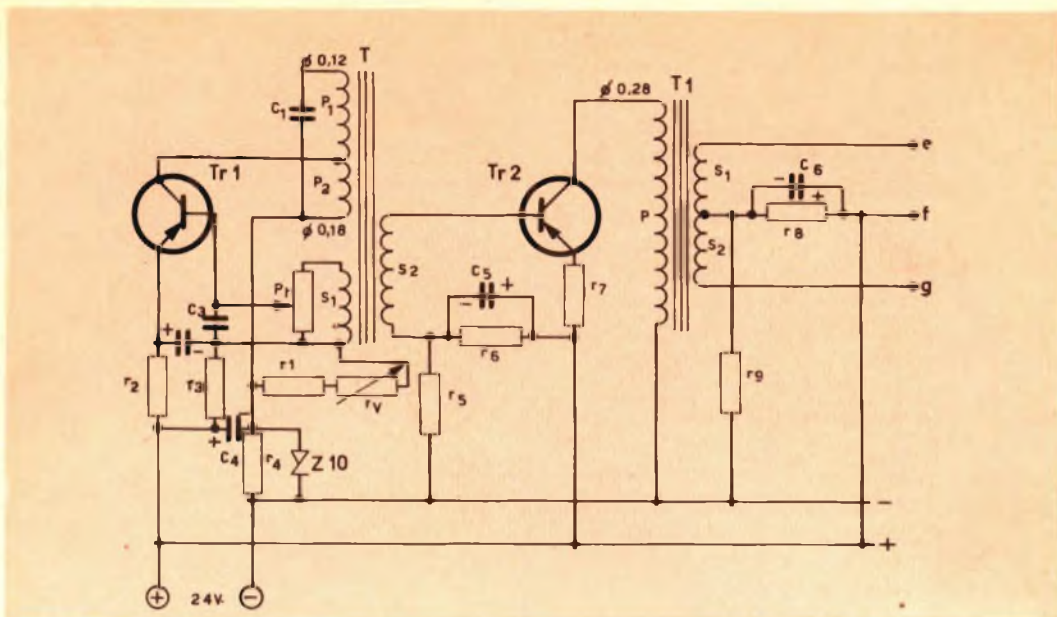 ø 0,12
T
C1
P1
ø 0,28
T1
Tr 1
P2
Tr 2
S1
e
C6
- +
P
f
r8
ø 0,18
S2
S2
g
Pt
S1
C5
- +
r7
C3
+ -
r6
r2
r3
r1
rv
r5
r9
+
C4
r4
Z 10
-
+
+ 24V. -